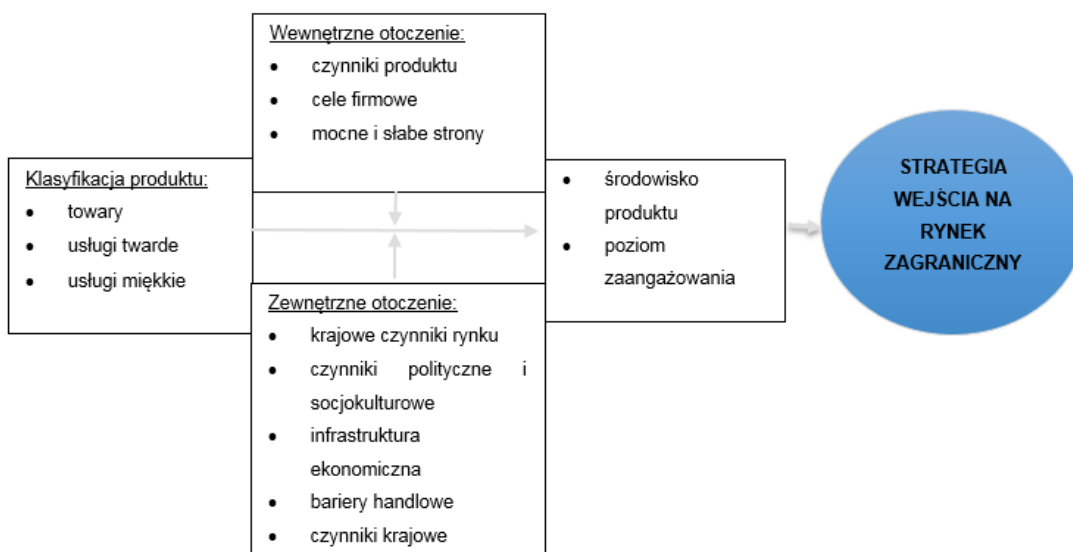 Wewnętrzne otoczenie:
• czynniki produktu
• cele firmowe
• mocne i słabe strony
Klasyfikacja produktu:
• towary
• usługi twarde
• usługi miękkie
• środowisko
produktu
• poziom
zaangażowania
STRATEGIA
WEJŚCIA NA
RYNEK
ZAGRANICZNY
Zewnętrzne otoczenie:
• krajowe czynniki rynku
• czynniki polityczne i
socjokulturowe
• infrastruktura
ekonomiczna
• bariery handlowe
• czynniki krajowe